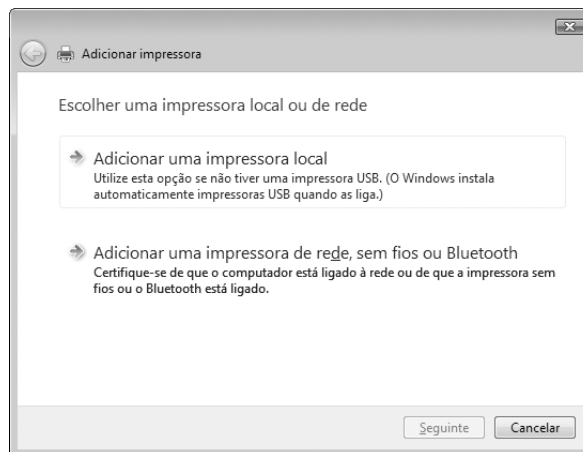 Adicionar impressora
Escolher uma impressora local ou de rede
Adicionar uma impressora local
Utilize esta opção se não tiver uma impressora USB. (O Windows instala
automaticamente impressoras USB quando as liga.)
Adicionar uma impressora de rede, sem fios ou Bluetooth
Certifique-se de que o computador está ligado à rede ou de que a impressora sem
fios ou o Bluetooth está ligado.
Seguinte Cancelar